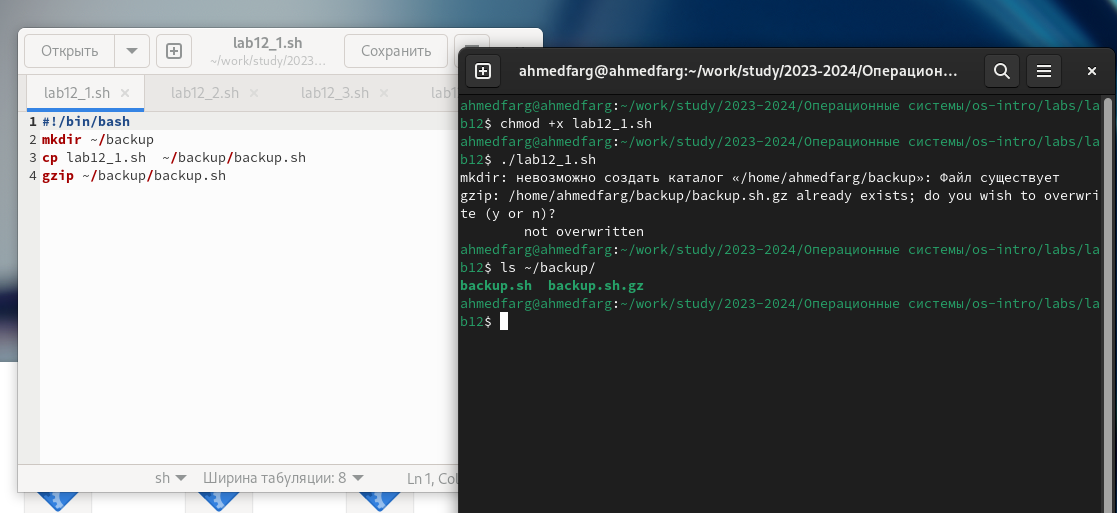 Открыть
lab12_1.sh
~/work/study/2023…
Сохранить
lab12_1.sh × lab12_2.sh × lab12_3.sh × lab1
1 #!/bin/bash
2 mkdir ~/backup
3 cp lab12_1.sh  ~/backup/backup.sh
4 gzip ~/backup/backup.sh
sh Ширина табуляции: 8 Ln 1, Col
ahmedfarg@ahmedfarg:~/work/study/2023-2024/Операцион…
ahmedfarg@ahmedfarg:~/work/study/2023-2024/Операционные системы/os-intro/labs/la
b12$ chmod +x lab12_1.sh
ahmedfarg@ahmedfarg:~/work/study/2023-2024/Операционные системы/os-intro/labs/la
b12$ ./lab12_1.sh
mkdir: невозможно создать каталог «/home/ahmedfarg/backup»: Файл существует
gzip: /home/ahmedfarg/backup/backup.sh.gz already exists; do you wish to overwri
te (y or n)?
        not overwritten
ahmedfarg@ahmedfarg:~/work/study/2023-2024/Операционные системы/os-intro/labs/la
b12$ ls ~/backup/
backup.sh  backup.sh.gz
ahmedfarg@ahmedfarg:~/work/study/2023-2024/Операционные системы/os-intro/labs/la
b12$